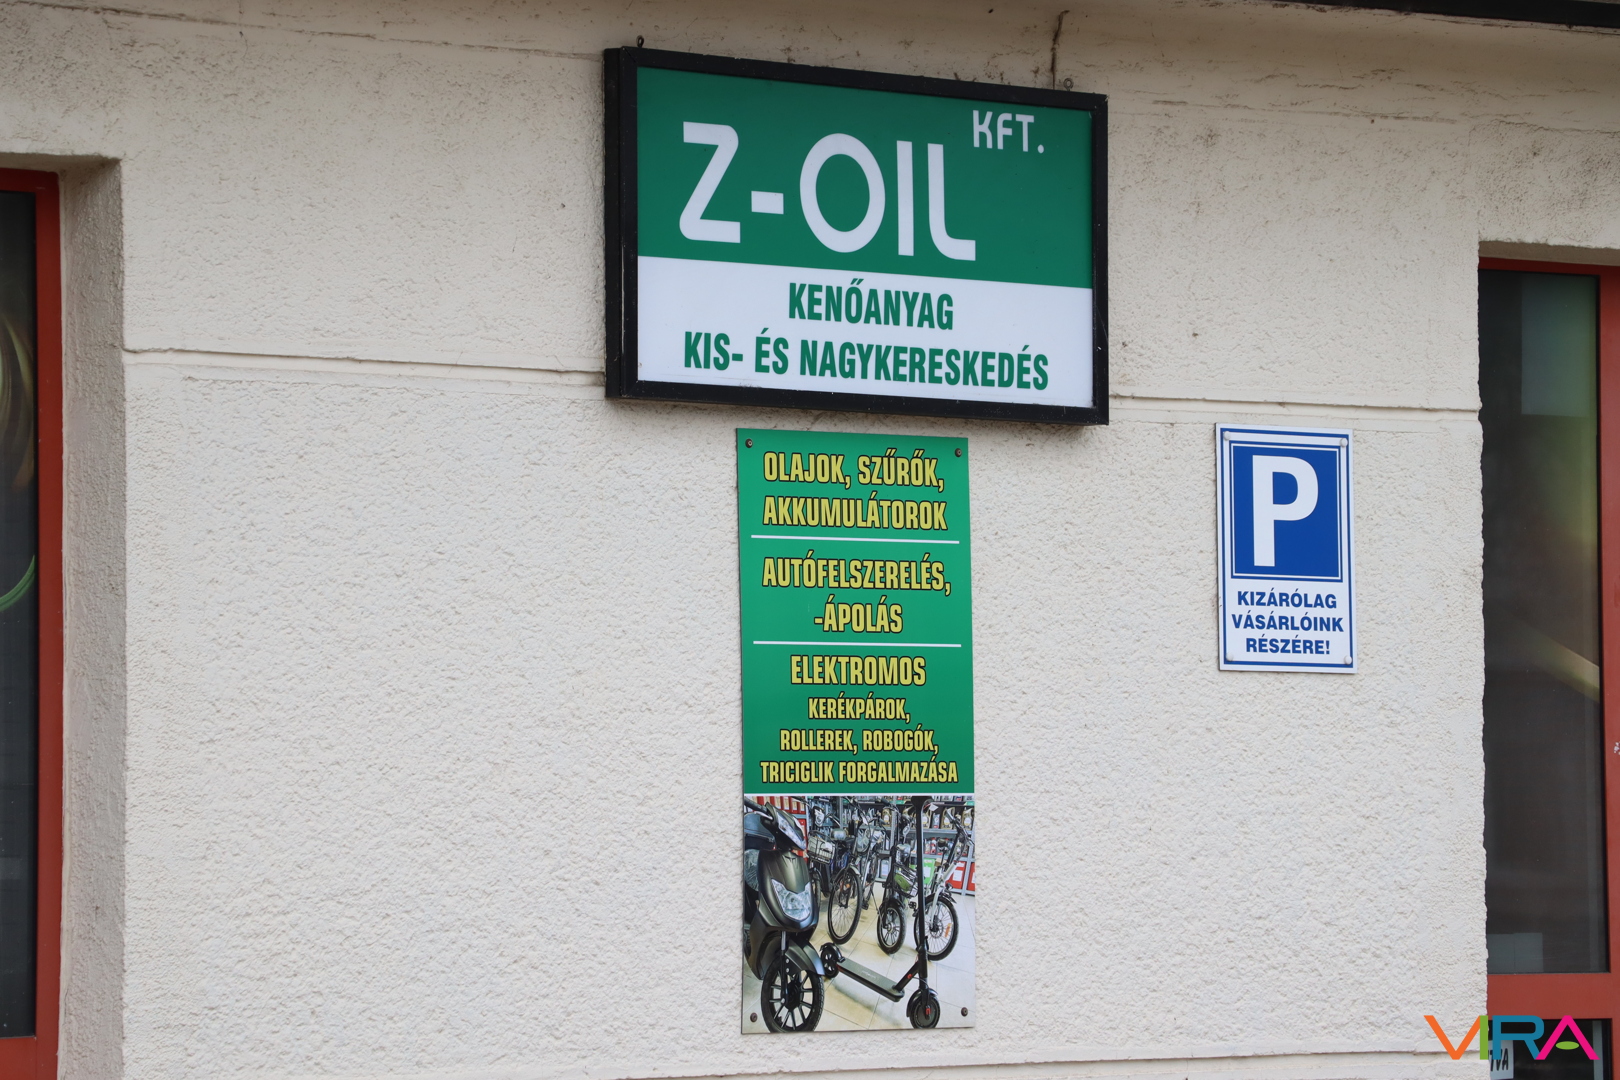 Z-OIL KFT.
KENŐANYAG
KIS- ÉS NAGYKERESKEDÉS
OLAJOK, SZŰRŐK,
AKKUMULÁTOROK
AUTÓFELSZERELÉS,
-ÁPOLÁS
ELEKTROMOS
KERÉKPÁROK,
ROLLEREK, ROBOGÓK,
TRICIGLIK FORGALMAZÁSA
P
KIZÁRÓLAG
VÁSÁRLÓINK
RÉSZÉRE!
VIRA